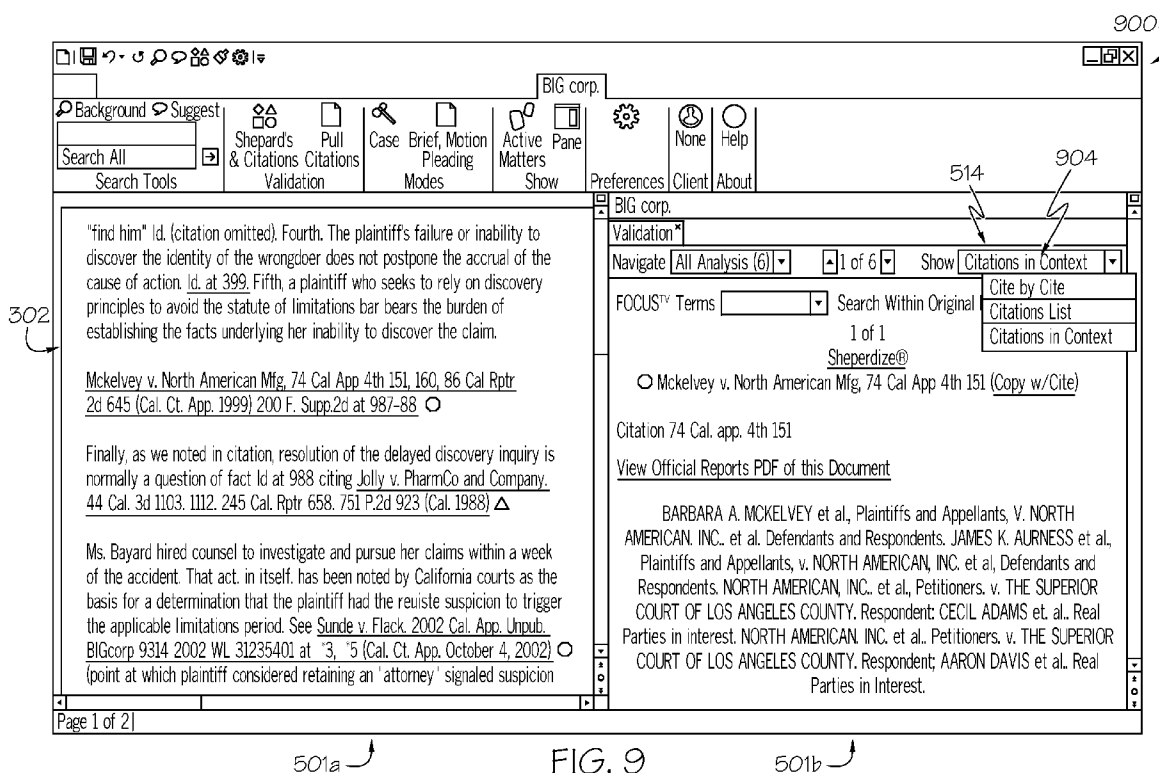 900
BIG corp.
Background Suggest
Search All
Search Tools
Shepard's
& Citations
Pull
Citations
Validation
Case
Brief, Motion
Pleading
Modes
Active
Matters
Pane
Show
Preferences
None
Client
Help
About
514
904
302
"find him" Id. (citation omitted). Fourth. The plaintiff's failure or inability to
discover the identity of the wrongdoer does not postpone the accrual of the
cause of action. Id. at 399. Fifth, a plaintiff who seeks to rely on discovery
principles to avoid the statute of limitations bar bears the burden of
establishing the facts underlying her inability to discover the claim.
Mckelvey v. North American Mfg, 74 Cal App 4th 151, 160, 86 Cal Rptr
2d 645 (Cal. Ct. App. 1999) 200 F. Supp.2d at 987-88
Finally, as we noted in citation, resolution of the delayed discovery inquiry is
normally a question of fact Id at 988 citing Jolly v. PharmCo and Company.
44 Cal. 3d 1103. 1112. 245 Cal. Rptr 658. 751 P.2d 923 (Cal. 1988)
Ms. Bayard hired counsel to investigate and pursue her claims within a week
of the accident. That act. in itself. has been noted by California courts as the
basis for a determination that the plaintiff had the reuiste suspicion to trigger
the applicable limitations period. See Sunde v. Flack. 2002 Cal. App. Unpub.
BIGcorp 9314 2002 WL 31235401 at *3, *5 (Cal. Ct. App. October 4, 2002)
(point at which plaintiff considered retaining an 'attorney' signaled suspicion
Page 1 of 2
BIG corp.
Validation x
Navigate All Analysis (6) 1 of 6 Show Citations in Context
Cite by Cite
Citations List
Citations in Context
FOCUS™ Terms Search Within Original
1 of 1
Sheperdize®
Mckelvey v. North American Mfg, 74 Cal App 4th 151 (Copy w/Cite)
Citation 74 Cal. app. 4th 151
View Official Reports PDF of this Document
BARBARA A. MCKELVEY et al., Plaintiffs and Appellants, V. NORTH
AMERICAN. INC.. et al. Defendants and Respondents. JAMES K. AURNESS et al.,
Plaintiffs and Appellants, v. NORTH AMERICAN, INC. et al, Defendants and
Respondents. NORTH AMERICAN, INC. et al., Petitioners. v. THE SUPERIOR
COURT OF LOS ANGELES COUNTY. Respondent: CECIL ADAMS et. al.. Real
Parties in interest. NORTH AMERICAN. INC. et al.. Petitioners. v. THE SUPERIOR
COURT OF LOS ANGELES COUNTY. Respondent; AARON DAVIS et al.. Real
Parties in Interest.
501a
FIG. 9
501b